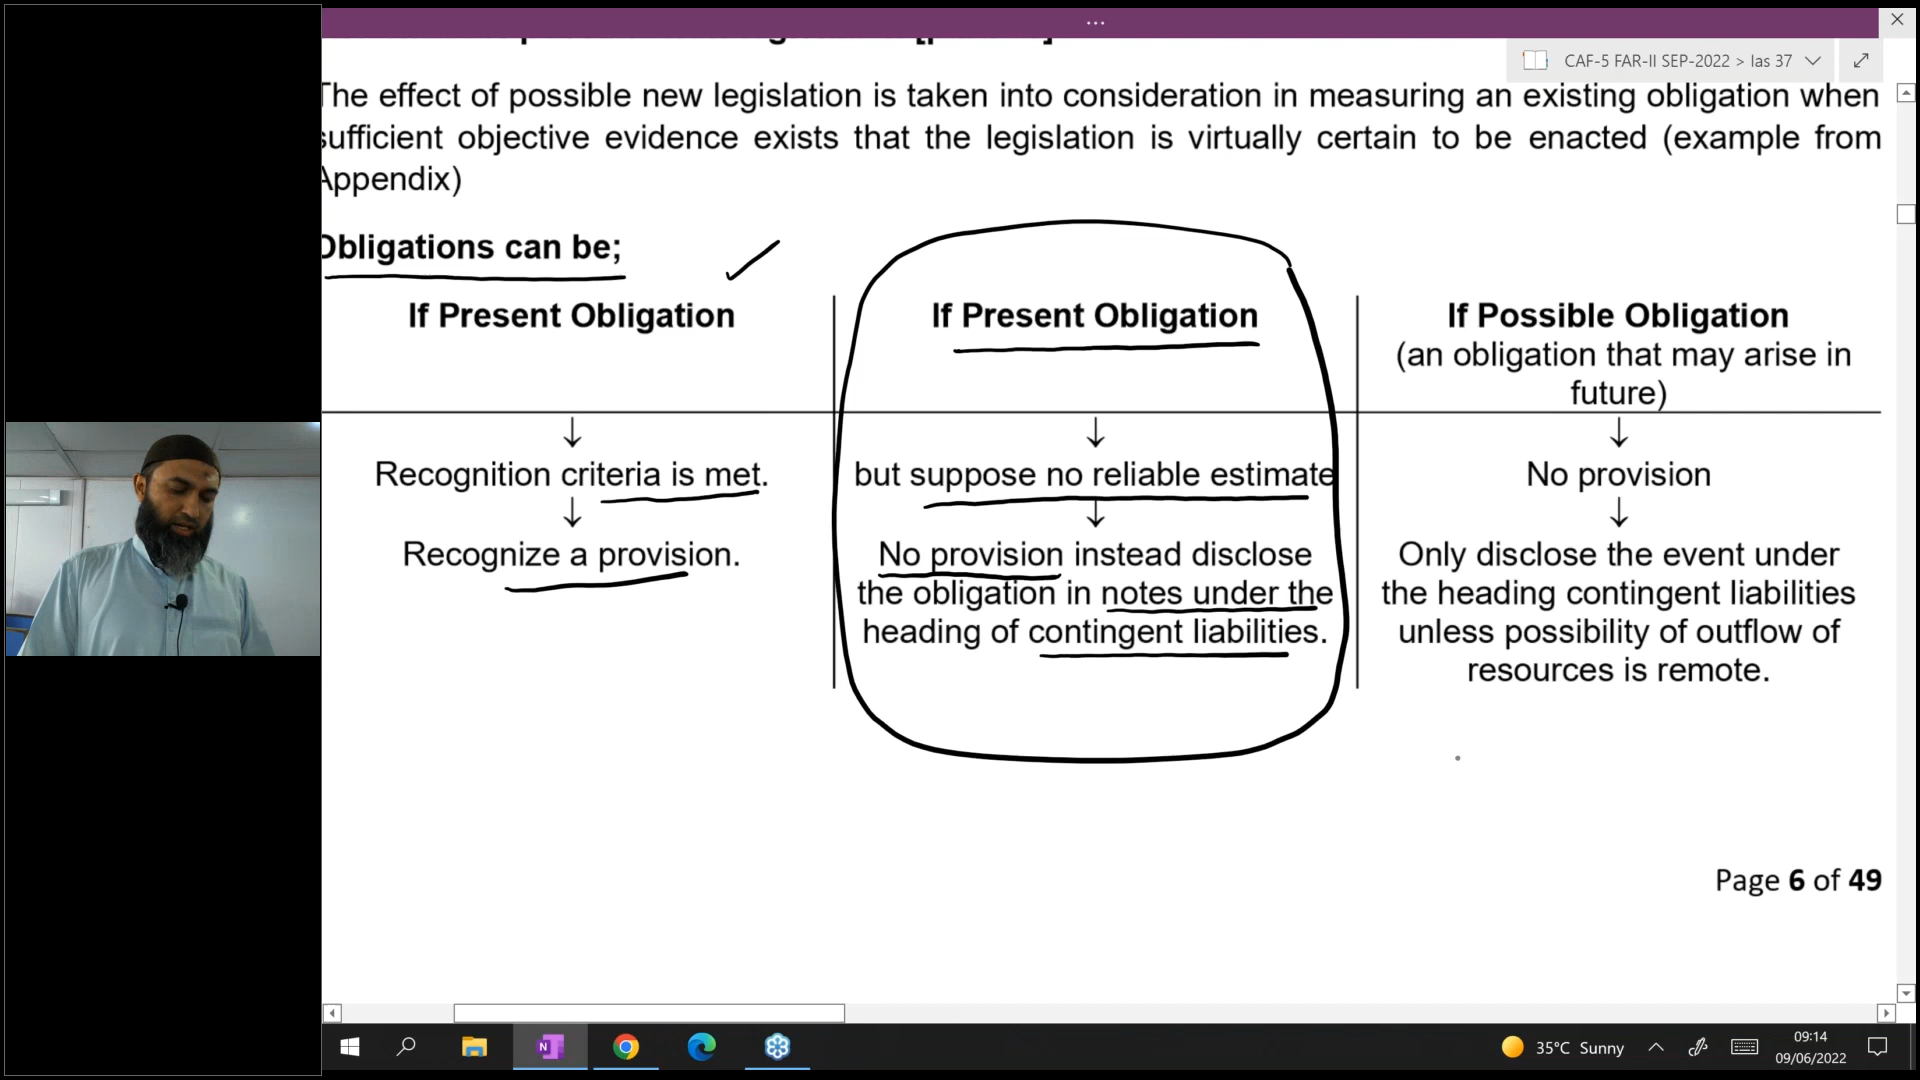 CAF-5 FAR-II SEP-2022 > Ias 37
The effect of possible new legislation is taken into consideration in measuring an existing obligation when
sufficient objective evidence exists that the legislation is virtually certain to be enacted (example from
Appendix)
Obligations can be;
If Present Obligation
Recognition criteria is met.
Recognize a provision.
If Present Obligation
but suppose no reliable estimate
No provision instead disclose
the obligation in notes under the
heading of contingent liabilities.
If Possible Obligation
(an obligation that may arise in
future)
No provision
Only disclose the event under
the heading contingent liabilities
unless possibility of outflow of
resources is remote.
Page 6 of 49
35°C Sunny
09:14
09/06/2022